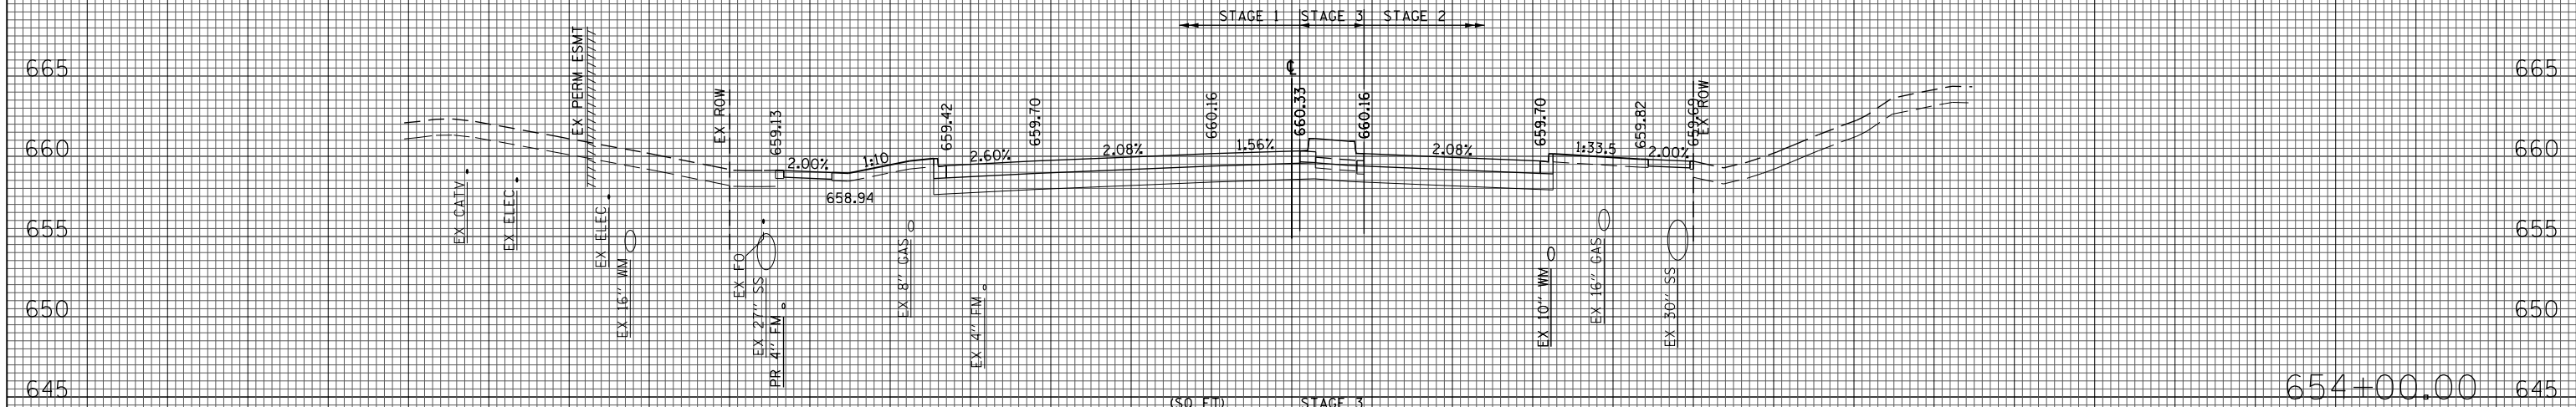 STAGE 1 STAGE 3 STAGE 2
EX PERM ESMT
665 665
℄
EX ROW
659.13
659.42
659.70
660.16
660.33
660.16
659.70
659.82
659.69
EX ROW
660 660
2.00% 1:10 2.60% 2.08% 1.56% 2.08% 1:33.5 2.00%
658.94
EX CATV
EX ELEC
EX ELEC
655 655
EX 16" WM
EX FO
EX 27" SS
PR 4" FM
EX 8" GAS
EX 4" FM
EX 10" WM
EX 16" GAS
EX 30" SS
650 650
645 654+00.00 645
(SQ FT) STAGE 3